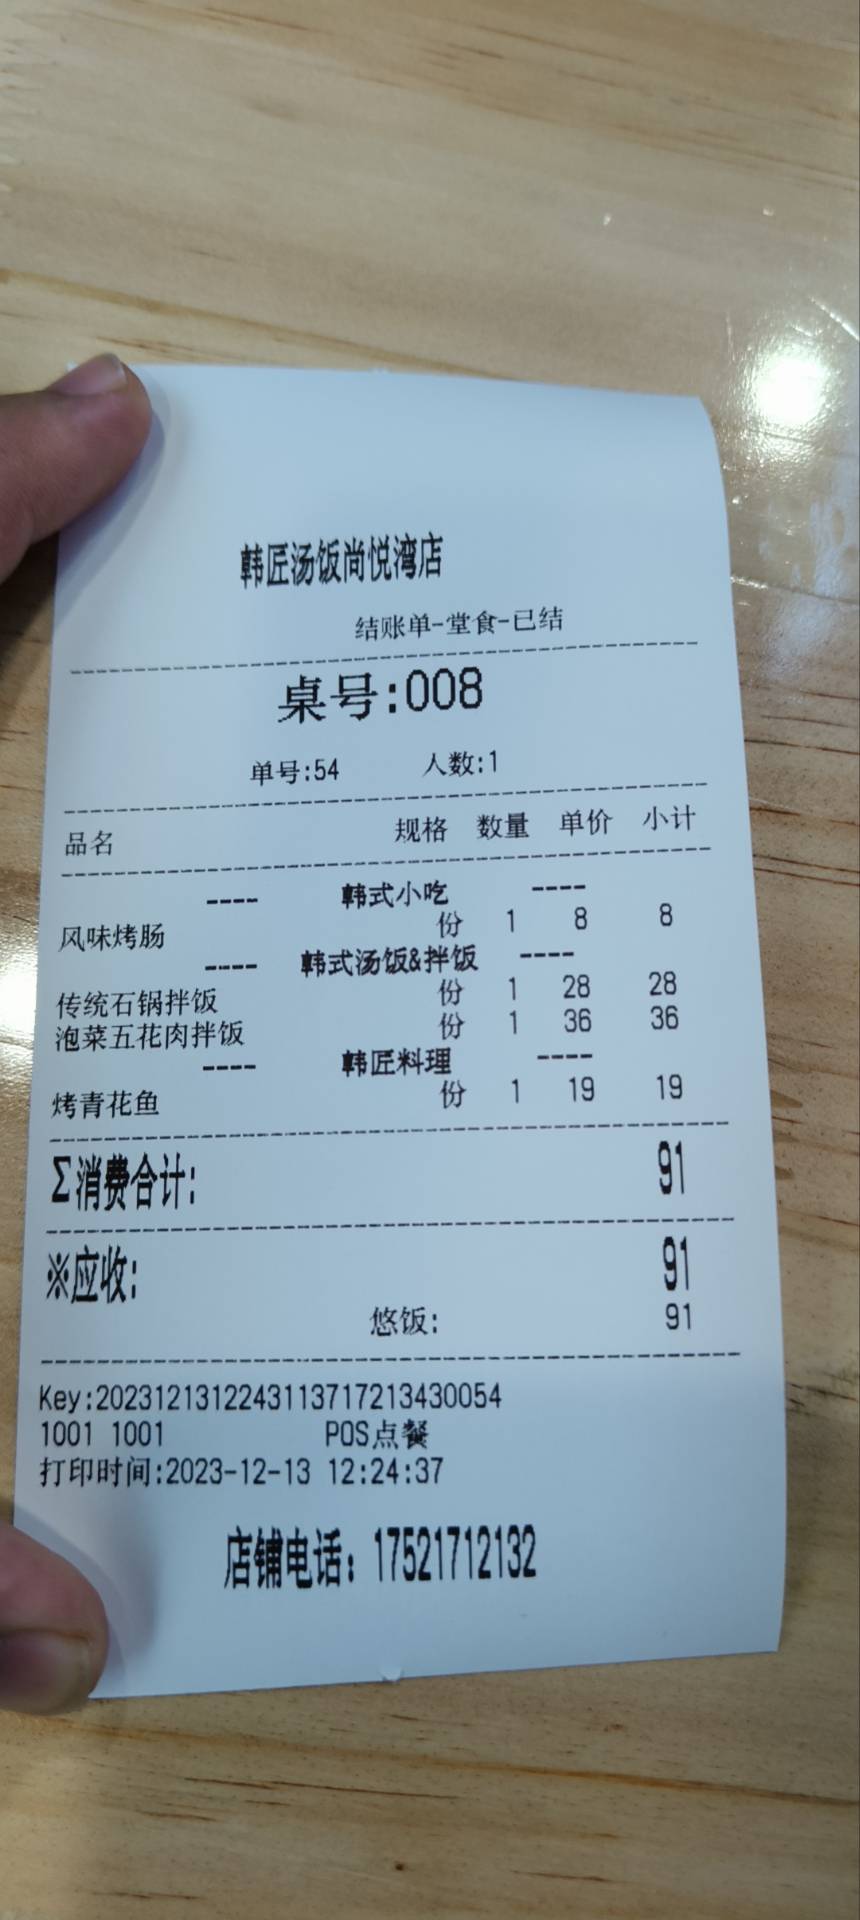 韩匠汤饭尚悦湾店
结账单-堂食-已结
桌号:008
单号:54 人数:1
品名 规格 数量 单价 小计
---- 韩式小吃 ----
风味烤肠 份 1 8 8
---- 韩式汤饭&拌饭 ----
传统石锅拌饭 份 1 28 28
泡菜五花肉拌饭 份 1 36 36
---- 韩匠料理 ----
烤青花鱼 份 1 19 19
Σ消费合计: 91
※应收: 91
悠饭: 91
Key:2023121312243113717213430054
1001 1001 POS点餐
打印时间:2023-12-13 12:24:37
店铺电话：17521712132